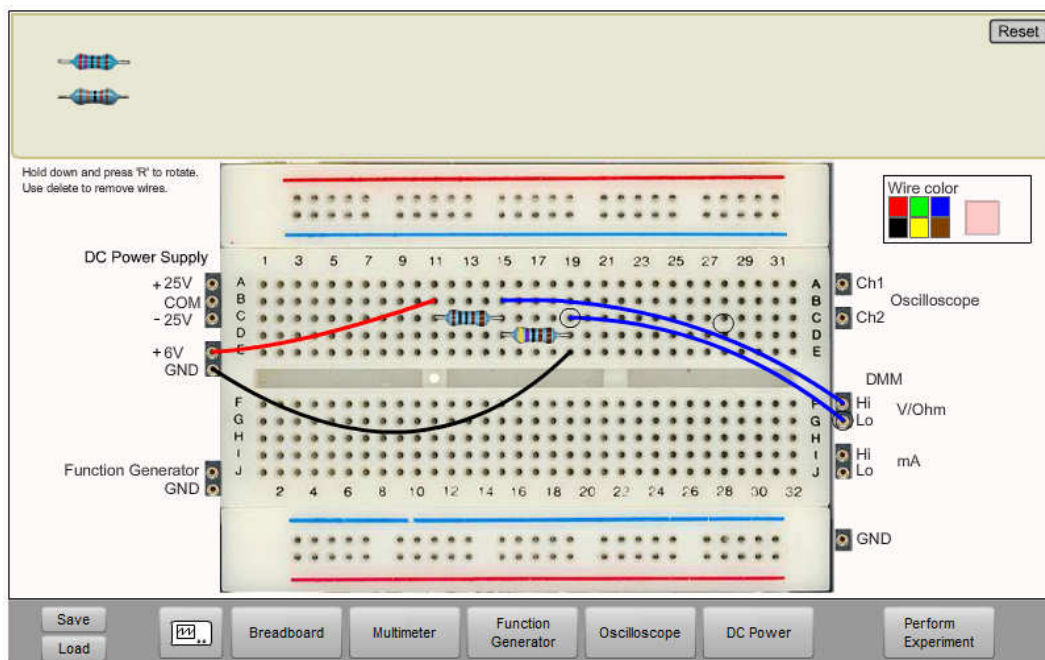 Reset
Hold down and press 'R' to rotate.
Use delete to remove wires.
Wire color
DC Power Supply
1 3 5 7 9 11 13 15 17 19 21 23 25 27 29 31
+25V
A A
Ch1
COM
B B
Oscilloscope
-25V
C C
Ch2
D D
+6V
E E
GND
DMM
F F
Hi
V/Ohm
G G
Lo
H H
I I
Hi
mA
Function Generator
J J
Lo
GND
2 4 6 8 10 12 14 16 18 20 22 24 26 28 30 32
GND
Save
Load
Breadboard
Multimeter
Function
Generator
Oscilloscope
DC Power
Perform
Experiment